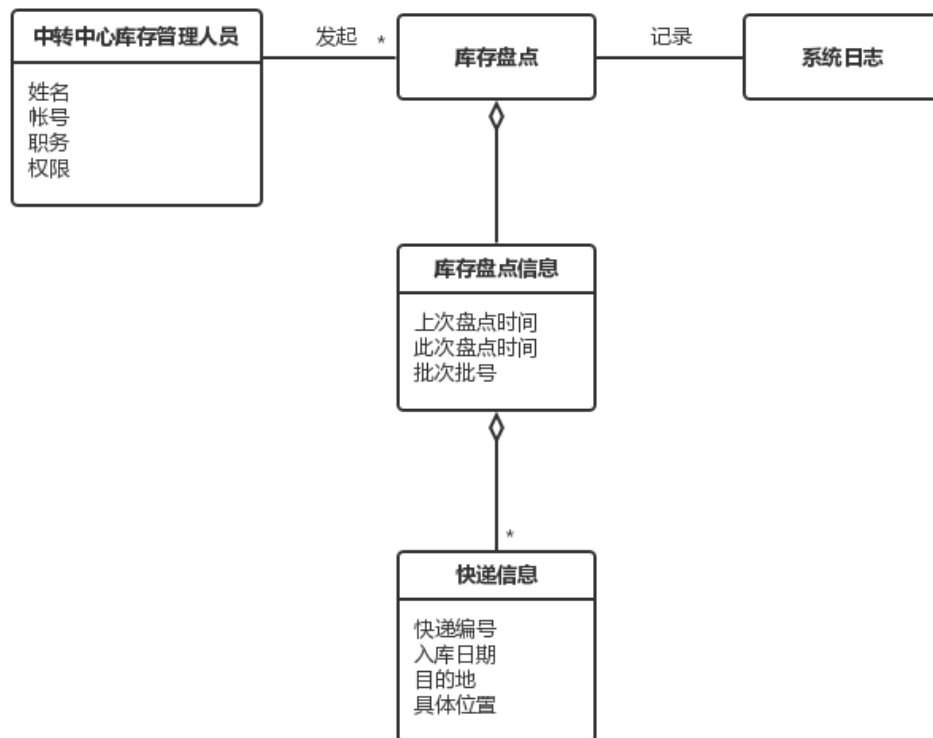 中转中心库存管理人员
姓名
帐号
职务
权限
发起
*
库存盘点
记录
系统日志
库存盘点信息
上次盘点时间
此次盘点时间
批次批号
*
快递信息
快递编号
入库日期
目的地
具体位置